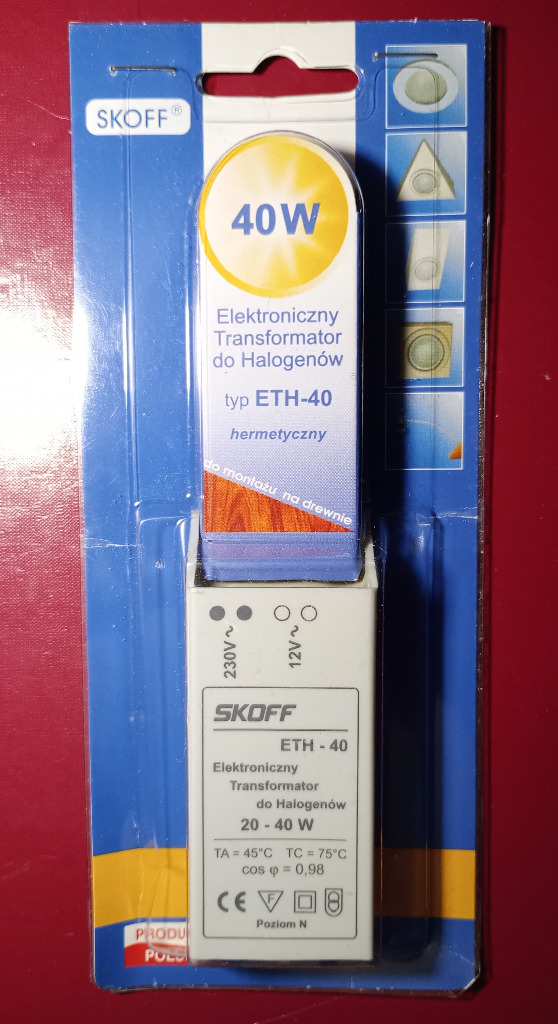 SKOFF®
40W
Elektroniczny
Transformator
do Halogenów
typ ETH-40
hermetyczny
do montażu na drewnie
230V~ 12V~
SKOFF
ETH - 40
Elektroniczny
Transformator
do Halogenów
20 - 40 W
TA = 45°C TC = 75°C
cos φ = 0,98
CE F
Poziom N